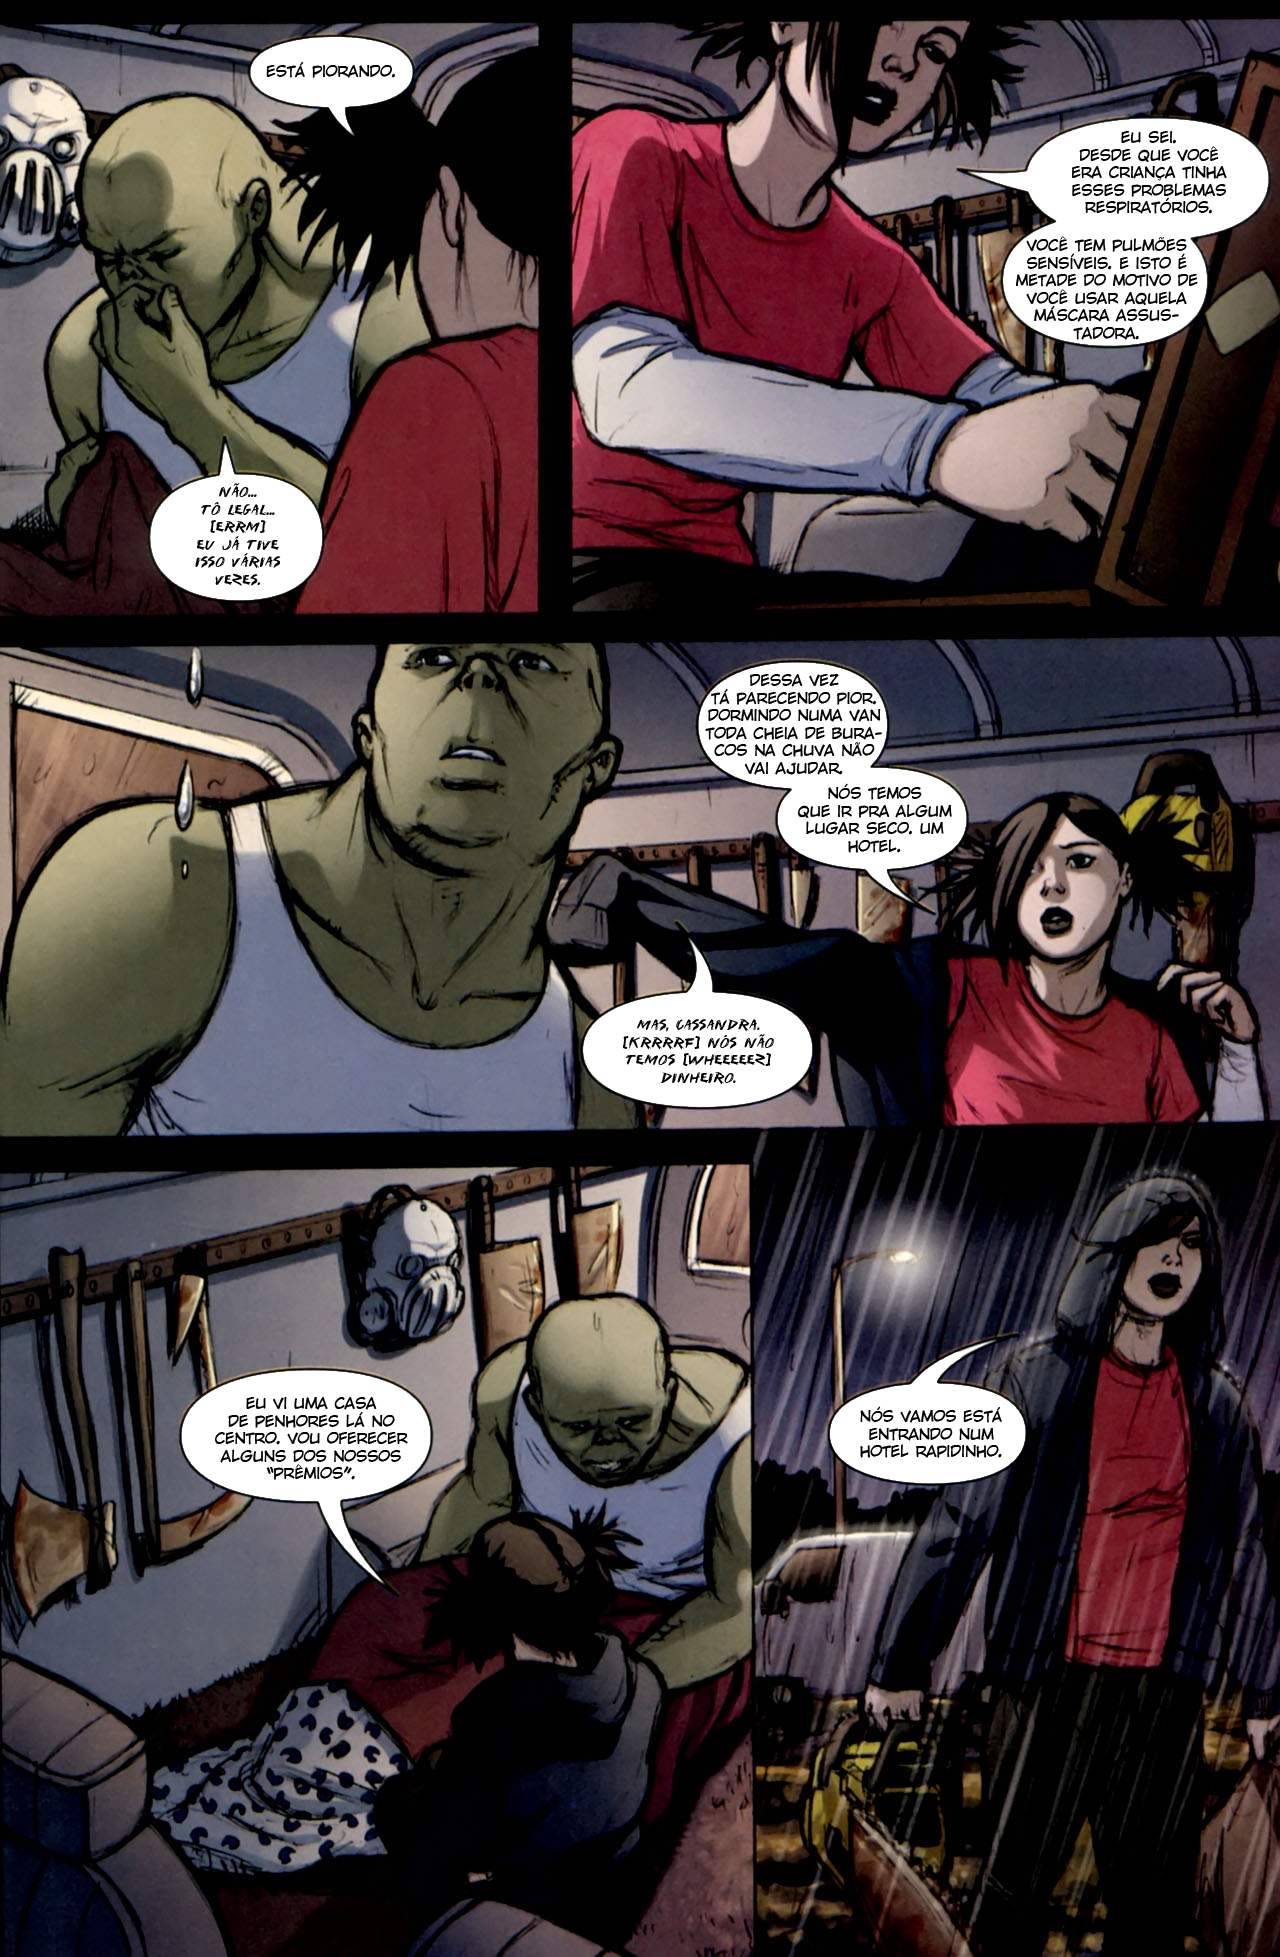 ESTÁ PIORANDO.
NÃO...
TÔ LEGAL...
[ERRM]
EU JÁ TIVE
ISSO VÁRIAS
VEZES.
EU SEI.
DESDE QUE VOCÊ
ERA CRIANÇA TINHA
ESSES PROBLEMAS
RESPIRATÓRIOS.
VOCÊ TEM PULMÕES
SENSÍVEIS. E ISTO É
METADE DO MOTIVO DE
VOCÊ USAR AQUELA
MÁSCARA ASSUS-
TADORA.
DESSA VEZ
TÁ PARECENDO PIOR.
DORMINDO NUMA VAN
TODA CHEIA DE BURA-
COS NA CHUVA NÃO
VAI AJUDAR.
NÓS TEMOS
QUE IR PRA ALGUM
LUGAR SECO. UM
HOTEL.
MAS, CASSANDRA.
[KRRRRF] NÓS NÃO
TEMOS [WHEEEEEZ]
DINHEIRO.
EU VI UMA CASA
DE PENHORES LÁ NO
CENTRO. VOU OFERECER
ALGUNS DOS NOSSOS
"PRÊMIOS".
NÓS VAMOS ESTÁ
ENTRANDO NUM
HOTEL RAPIDINHO.